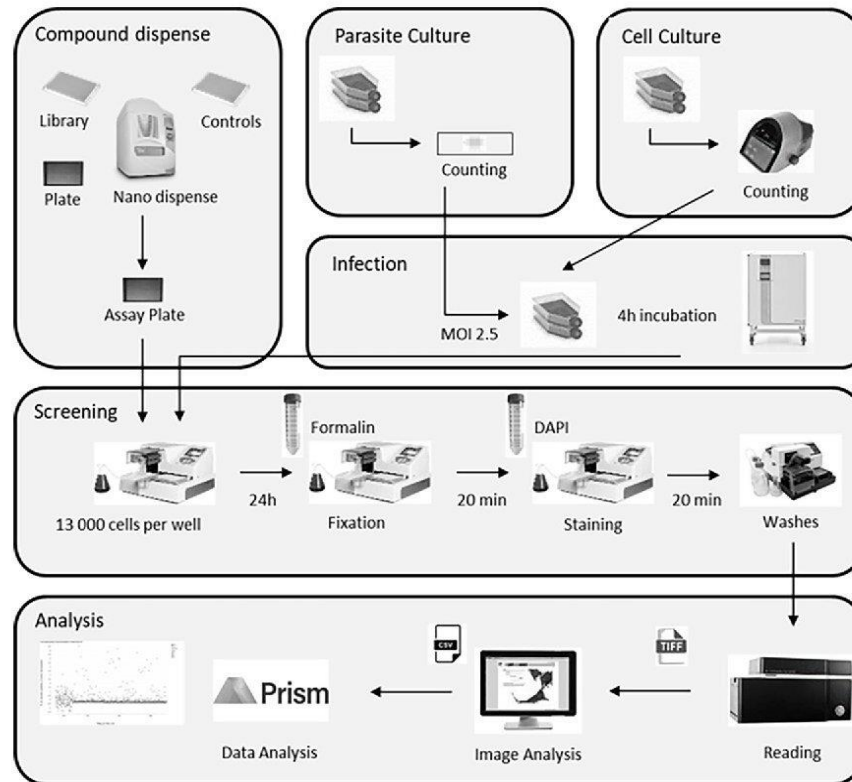 Compound dispense
Library
Controls
Plate
Nano dispense
Assay Plate
Parasite Culture
Counting
Cell Culture
Counting
Infection
MOI 2.5
4h incubation
Screening
13 000 cells per well
24h
Formalin
Fixation
20 min
DAPI
Staining
20 min
Washes
Analysis
Prism
Data Analysis
CSV
Image Analysis
TIFF
Reading